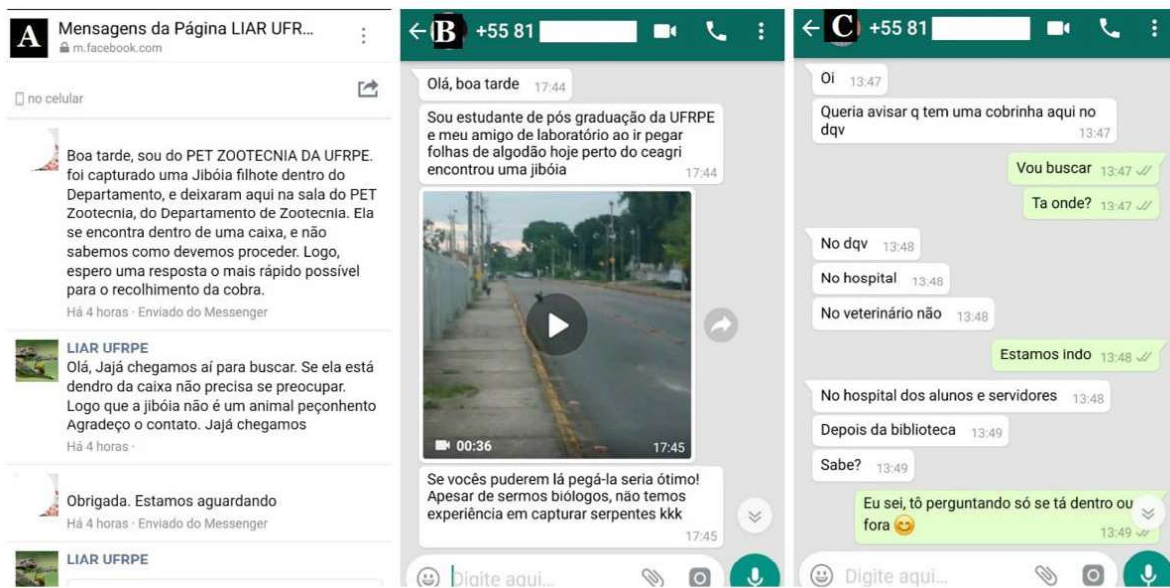 A
Mensagens da Página LIAR UFR...
m.facebook.com
no celular
Boa tarde, sou do PET ZOOTECNIA DA UFRPE.
foi capturado uma Jibóia filhote dentro do
Departamento, e deixaram aqui na sala do PET
Zootecnia, do Departamento de Zootecnia. Ela
se encontra dentro de uma caixa, e não
sabemos como devemos proceder. Logo,
espero uma resposta o mais rápido possível
para o recolhimento da cobra.
Há 4 horas · Enviado do Messenger
LIAR UFRPE
Olá, Jajá chegamos aí para buscar. Se ela está
dendro da caixa não precisa se preocupar.
Logo que a jibóia não é um animal peçonhento
Agradeço o contato. Jajá chegamos
Há 4 horas ·
Obrigada. Estamos aguardando
Há 4 horas · Enviado do Messenger
LIAR UFRPE
B +55 81
Olá, boa tarde 17:44
Sou estudante de pós graduação da UFRPE
e meu amigo de laboratório ao ir pegar
folhas de algodão hoje perto do ceagri
encontrou uma jibóia 17:44
00:36 17:45
Se vocês puderem lá pegá-la seria ótimo!
Apesar de sermos biólogos, não temos
experiência em capturar serpentes kkk
17:45
Digite aqui...
C +55 81
Oi 13:47
Queria avisar q tem uma cobrinha aqui no
dqv 13:47
Vou buscar 13:47
Ta onde? 13:47
No dqv 13:48
No hospital 13:48
No veterinário não 13:48
Estamos indo 13:48
No hospital dos alunos e servidores 13:48
Depois da biblioteca 13:49
Sabe? 13:49
Eu sei, tô perguntando só se tá dentro ou
fora 😊 13:49
Digite aqui...